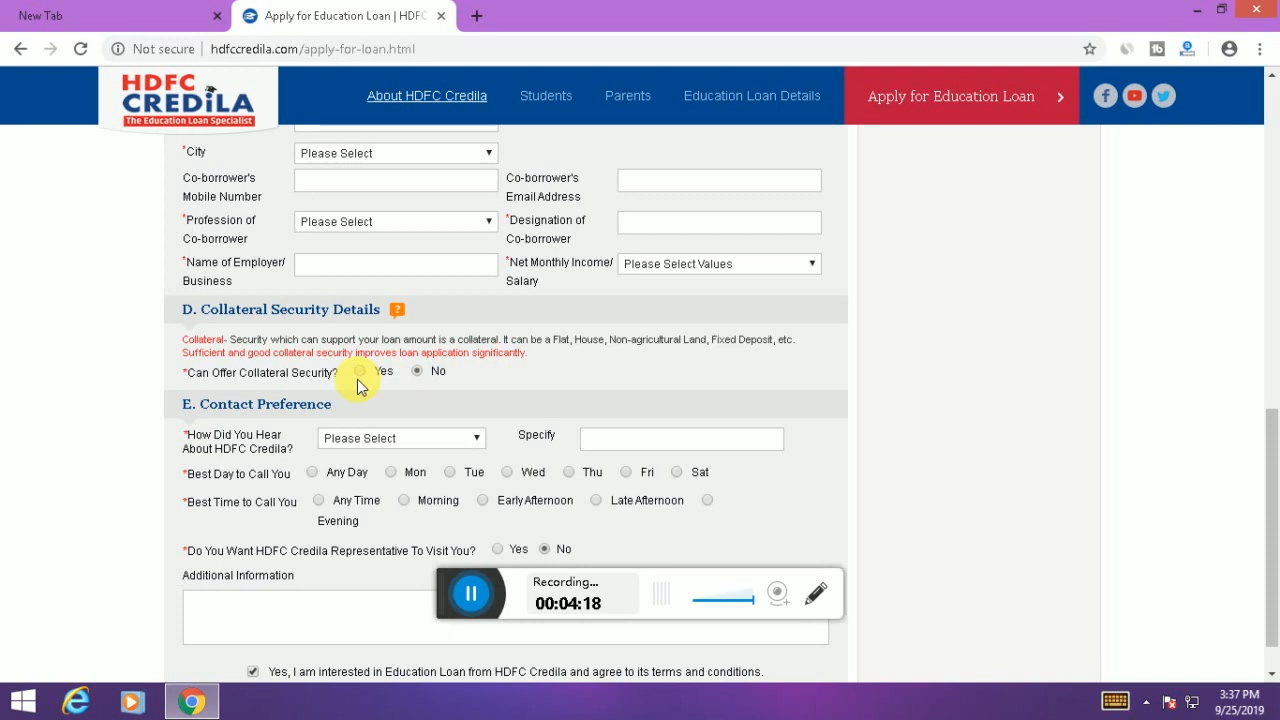 New Tab
Apply for Education Loan | HDFC
Not secure | hdfccredila.com/apply-for-loan.html
HDFC
CREDILA
The Education Loan Specialist
About HDFC Credila Students Parents Education Loan Details Apply for Education Loan
*City Please Select
Co-borrower's
Mobile Number
Co-borrower's
Email Address
*Profession of
Co-borrower
Please Select
*Designation of
Co-borrower
*Name of Employer/
Business
*Net Monthly Income/
Salary
Please Select Values
D. Collateral Security Details ?
Collateral- Security which can support your loan amount is a collateral. It can be a Flat, House, Non-agricultural Land, Fixed Deposit, etc.
Sufficient and good collateral security improves loan application significantly.
*Can Offer Collateral Security? Yes No
E. Contact Preference
*How Did You Hear
About HDFC Credila?
Please Select
Specify
*Best Day to Call You Any Day Mon Tue Wed Thu Fri Sat
*Best Time to Call You Any Time Morning Early Afternoon Late Afternoon
Evening
*Do You Want HDFC Credila Representative To Visit You? Yes No
Additional Information
Recording...
00:04:18
Yes, I am interested in Education Loan from HDFC Credila and agree to its terms and conditions.
3:37 PM
9/25/2019